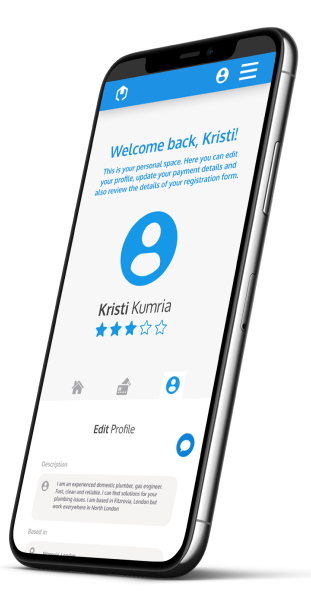 Welcome back, Kristi!
This is your personal space. Here you can edit
your profile, update your payment details and
also review the details of your registration form.
Kristi Kumria
Edit Profile
Description
I am an experienced domestic plumber, gas engineer.
Fast, clean and reliable. I can find solutions for your
plumbing issues. I am based in Fitzrovia, London but
work everywhere in North London
Based in